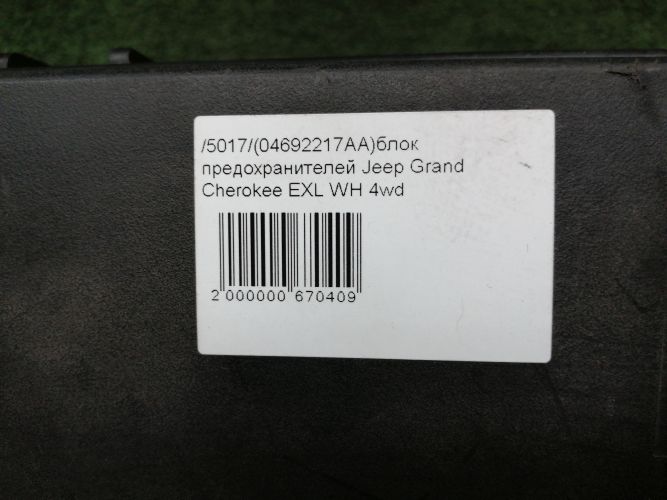 /5017/(04692217AA)блок
предохранителей Jeep Grand
Cherokee EXL WH 4wd
2 000000 670409